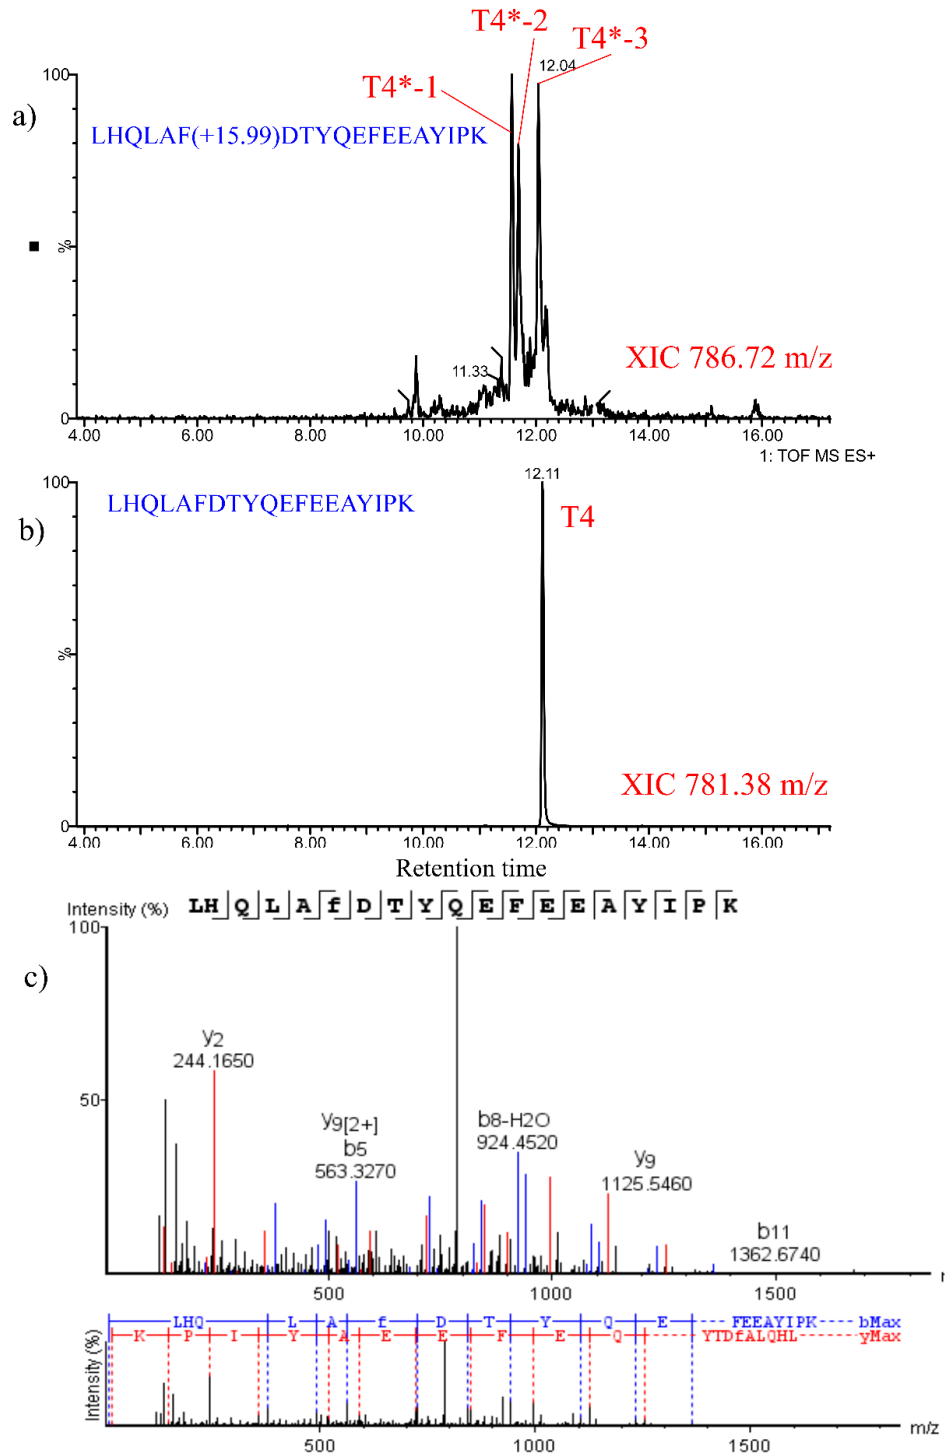 T4*-2
T4*-3
T4*-1
12.04
100
a)
LHQLAF(+15.99)DTYQEFEEAYIPK
%
XIC 786.72 m/z
11.33
0
4.00 6.00 8.00 10.00 12.00 14.00 16.00
1: TOF MS ES+
12.11
100
LHQLAFDTYQEFEEAYIPK
T4
b)
%
XIC 781.38 m/z
0
4.00 6.00 8.00 10.00 12.00 14.00 16.00
Retention time
Intensity (%) LH Q L A f D T Y Q E F E E A Y I P K
100
c)
y2
244.1650
50
y9[2+]
b5
563.3270
b8-H2O
924.4520
y9
1125.5460
b11
1362.6740
500 1000 1500
LHQ L A f D T Y Q E FEEAYIPK bMax
K P I Y A E E F E Q YTDfALQHL yMax
Intensity (%)
500 1000 1500 m/z